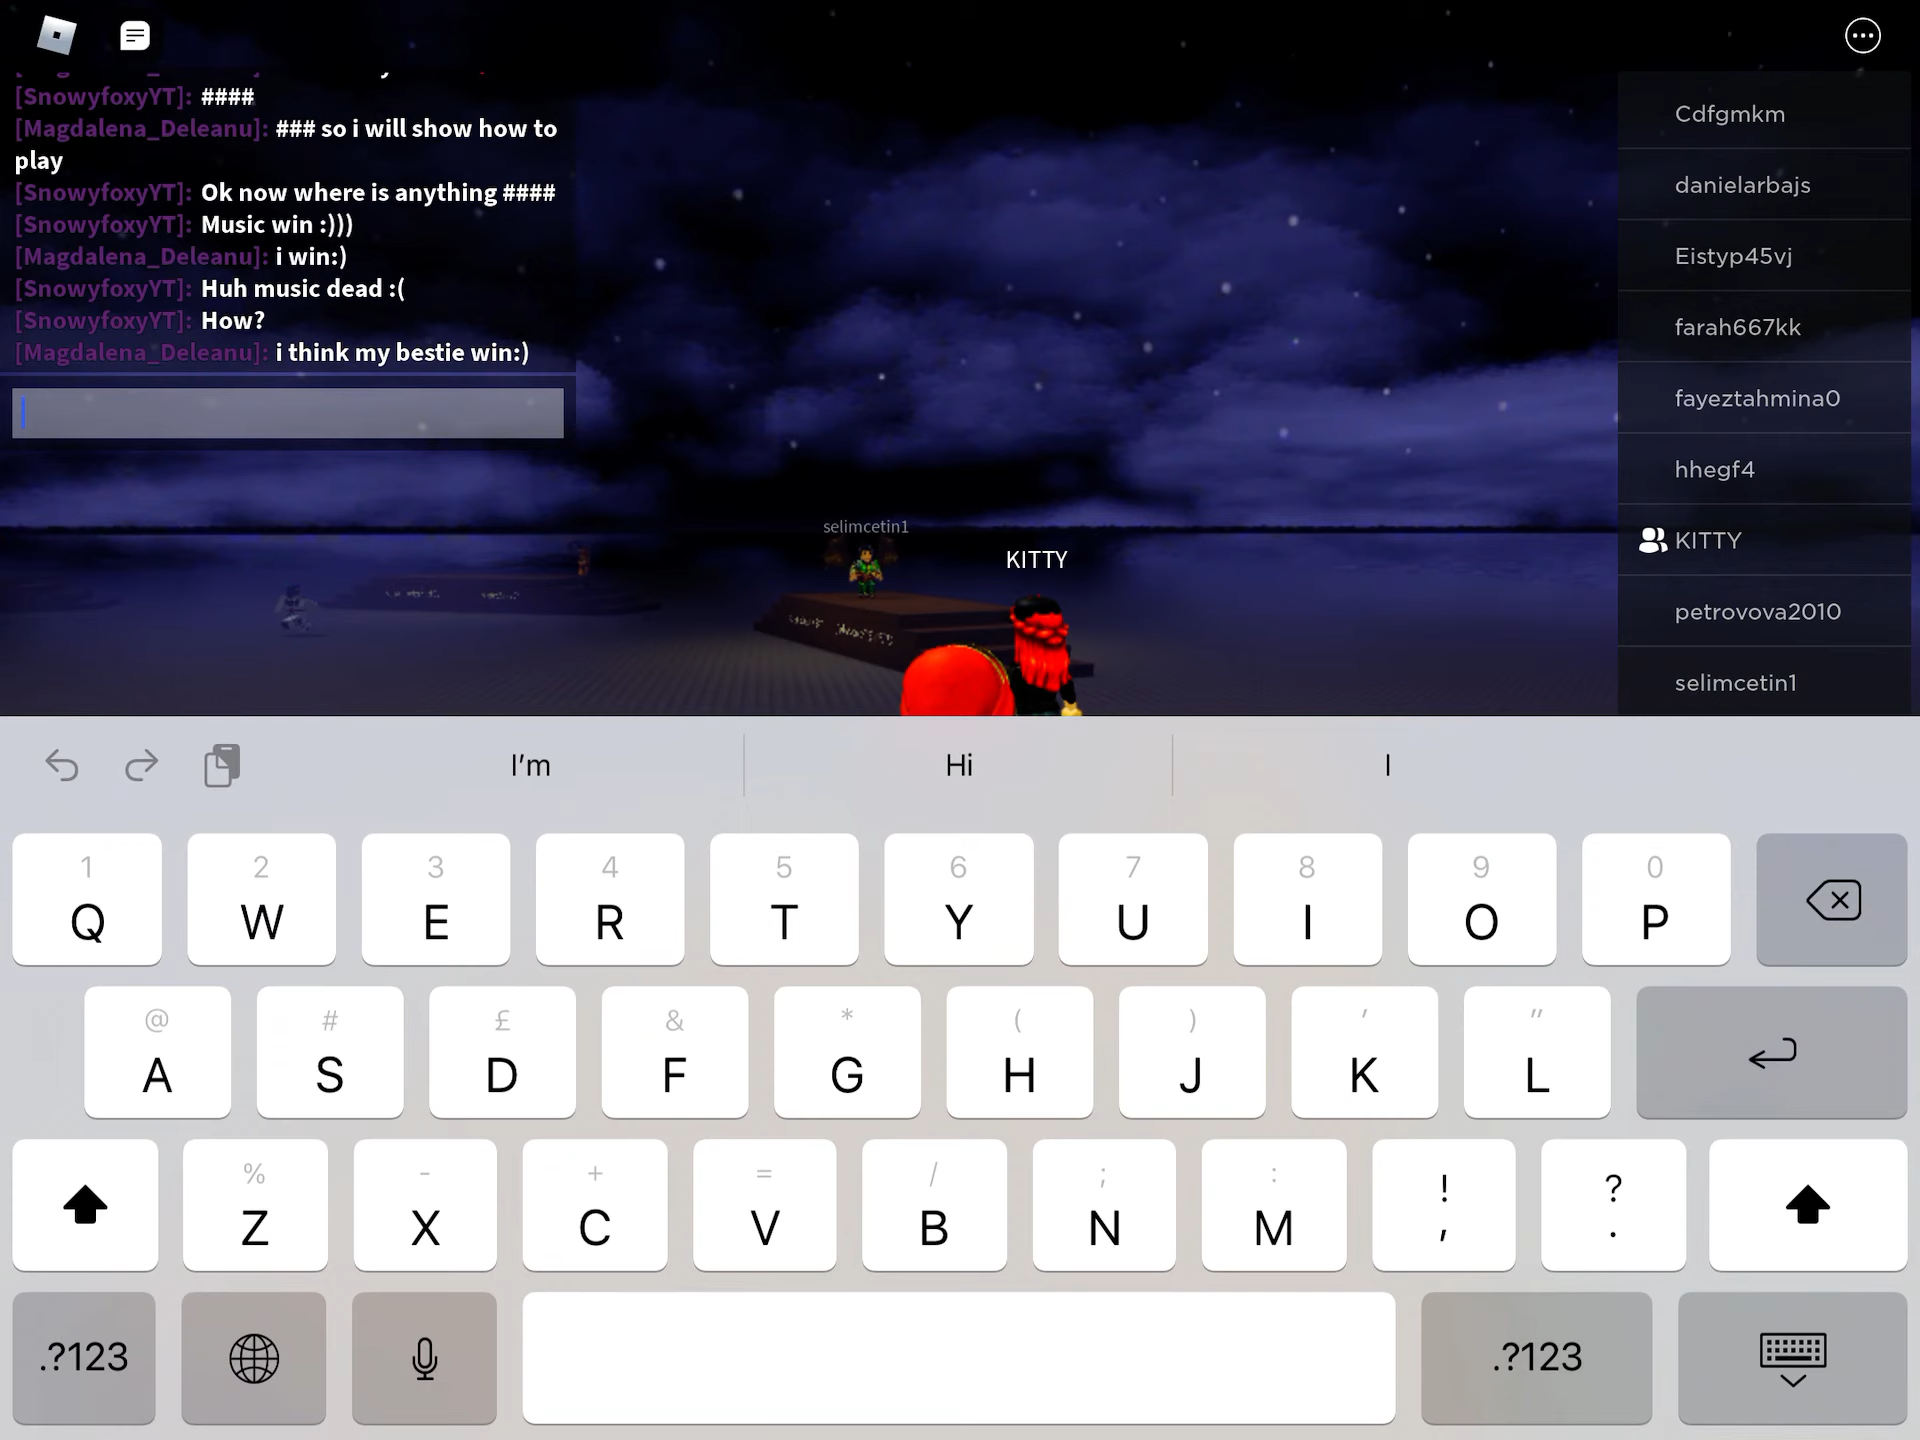 [SnowyfoxyYT]: ####
[Magdalena_Deleanu]: ### so i will show how to
play
[SnowyfoxyYT]: Ok now where is anything ####
[SnowyfoxyYT]: Music win :)))
[Magdalena_Deleanu]: i win:)
[SnowyfoxyYT]: Huh music dead :(
[SnowyfoxyYT]: How?
[Magdalena_Deleanu]: i think my bestie win:)
Cdfgmkm
danielarbajs
Eistyp45vj
farah667kk
fayeztahmina0
hhegf4
KITTY
petrovova2010
selimcetin1
selimcetin1
KITTY
I'm Hi I
1 2 3 4 5 6 7 8 9 0
Q W E R T Y U I O P
@ # £ & * ( ) ' "
A S D F G H J K L
% - + = / ; : ! ?
Z X C V B N M , .
.?123 .?123